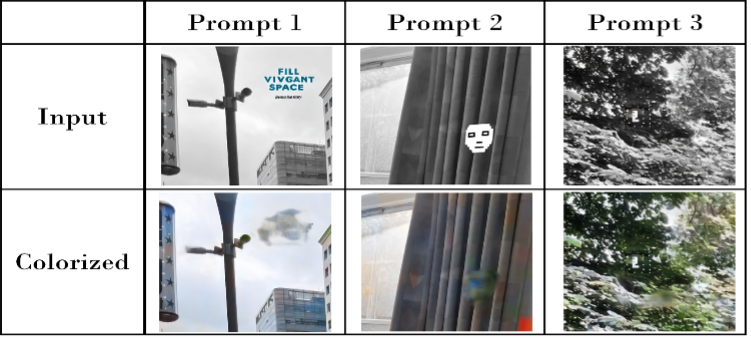 Prompt 1
Prompt 2
Prompt 3
Input
FILL
VIVGANT
SPACE
Colorized